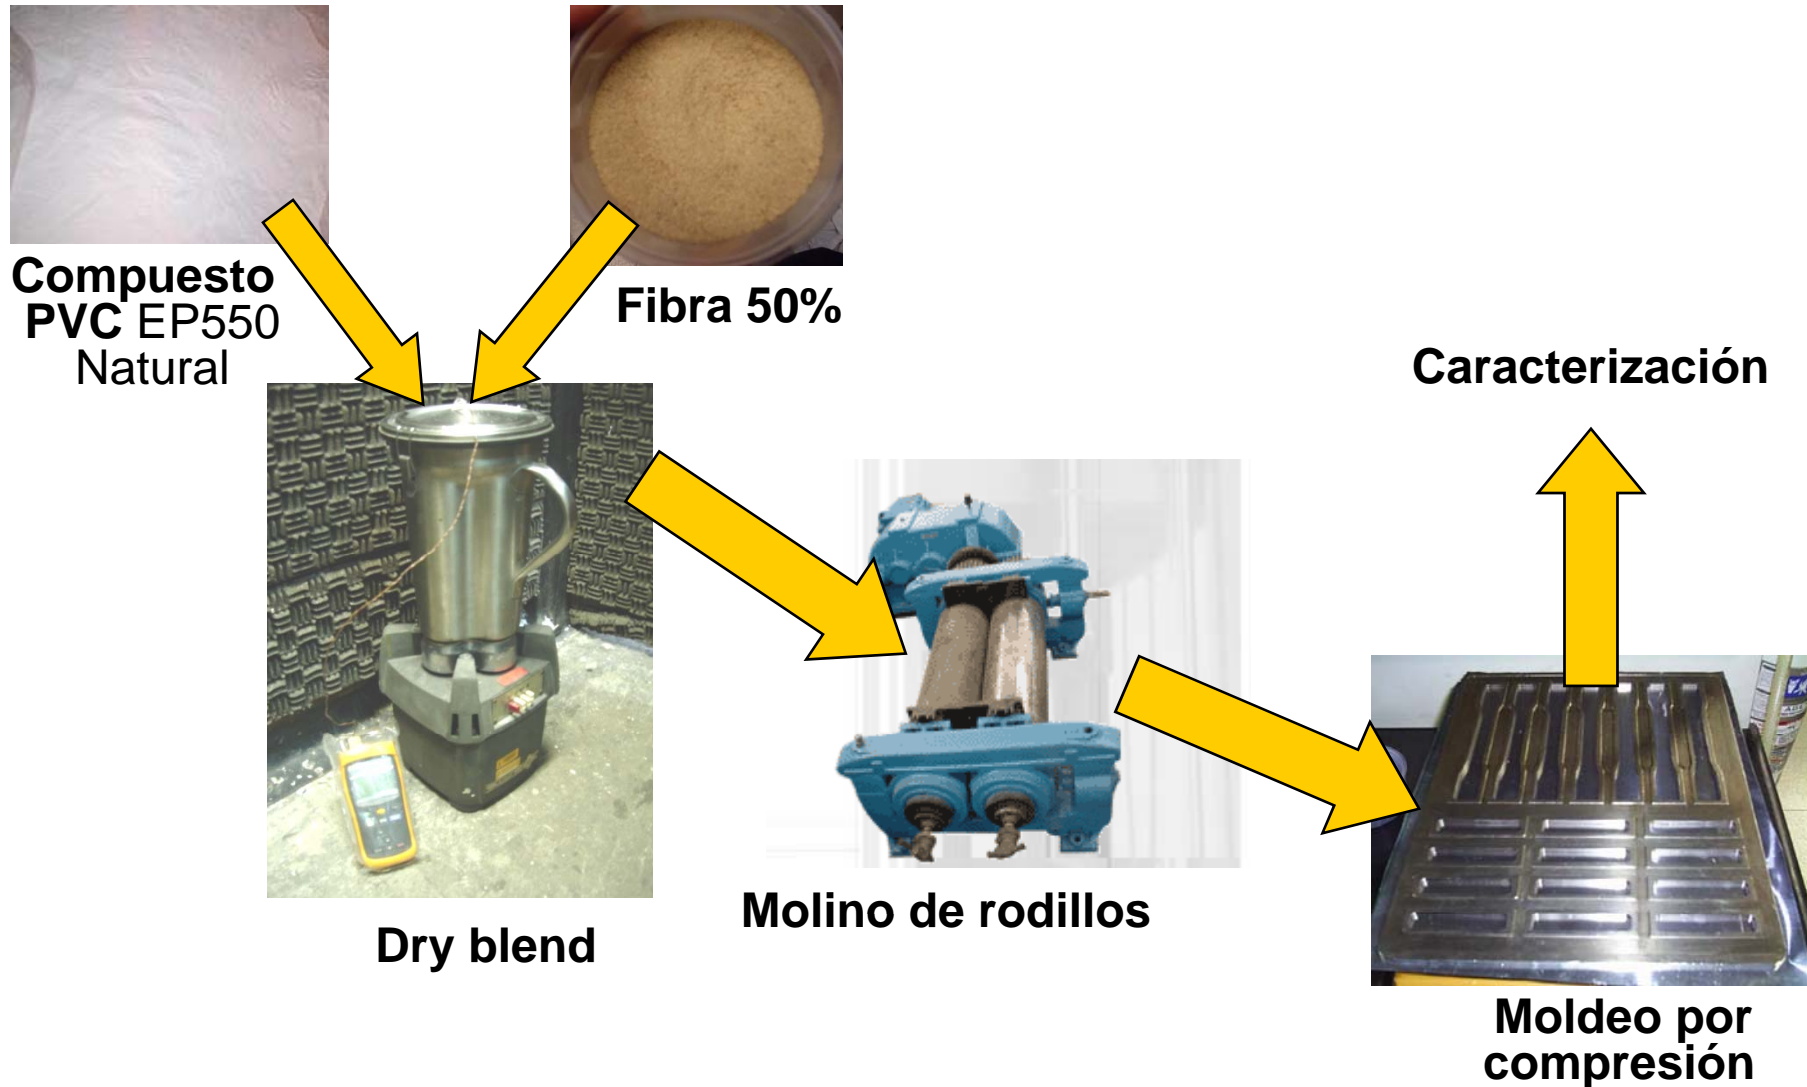 Compuesto
PVC EP550
Natural
Fibra 50%
Caracterización
Molino de rodillos
Dry blend
Moldeo por
compresión